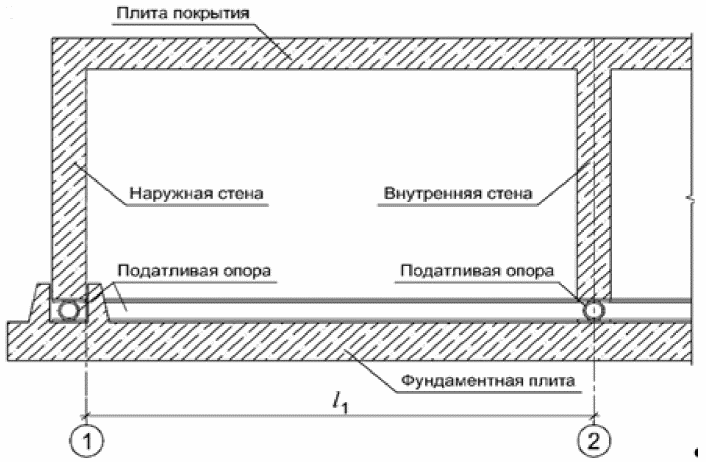 Плита покрытия
Наружная стена
Внутренняя стена
Податливая опора
Податливая опора
Фундаментная плита
l1
1
2